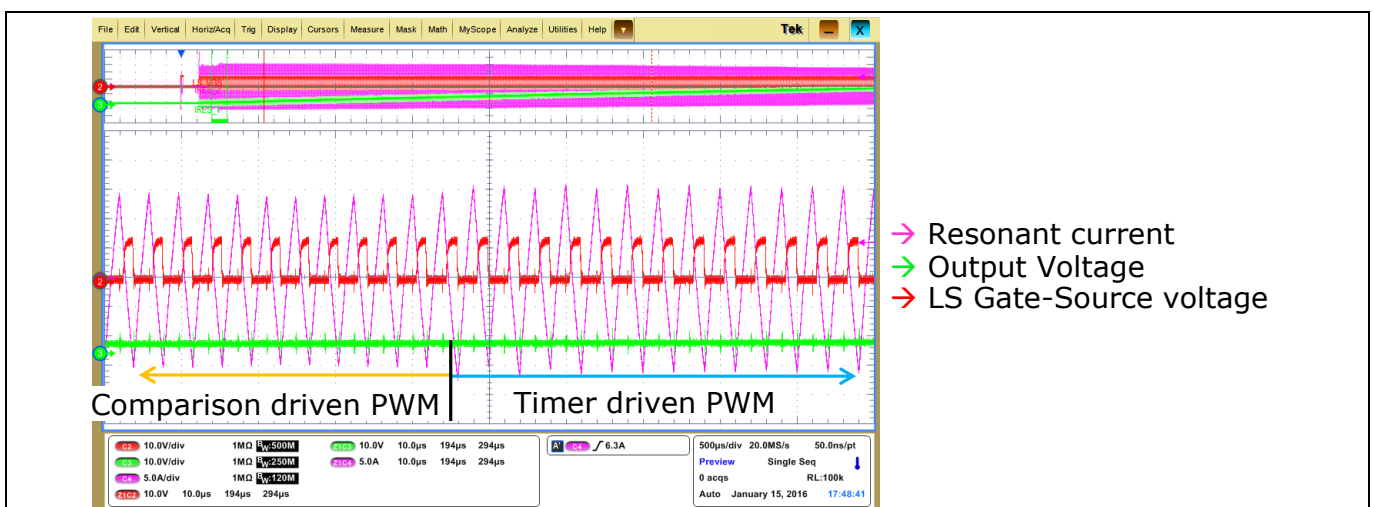 File Edit Vertical Horiz/Acq Trig Display Cursors Measure Mask Math MyScope Analyze Utilities Help Tek X
2
3
2
3
→ Resonant current
→ Output Voltage
→ LS Gate-Source voltage
Comparison driven PWM Timer driven PWM
C2 10.0V/div 1MΩ BW:500M Z1C3 10.0V 10.0µs 194µs 294µs A' C4 ∫ 6.3A 500µs/div 20.0MS/s 50.0ns/pt
C3 10.0V/div 1MΩ BW:250M Z1C4 5.0A 10.0µs 194µs 294µs Preview Single Seq
C4 5.0A/div 1MΩ BW:120M 0 acqs RL:100k
Z1C2 10.0V 10.0µs 194µs 294µs Auto January 15, 2016 17:48:41